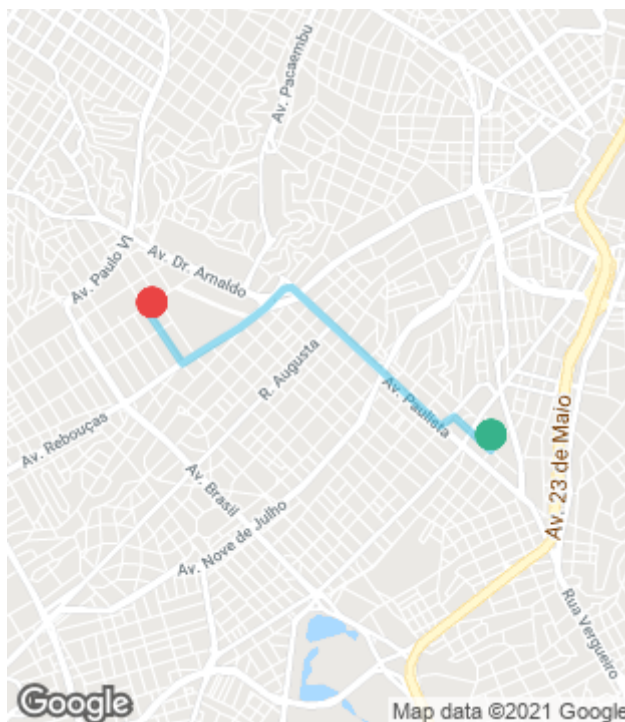 Av. Pacaembu
Av. Paulo VI
Av. Dr. Arnaldo
R. Augusta
Av. Paulista
Av. Rebouças
Av. Brasil
Av. 23 de Maio
Av. Nove de Julho
Rua Vergueiro
Google
Map data ©2021 Google